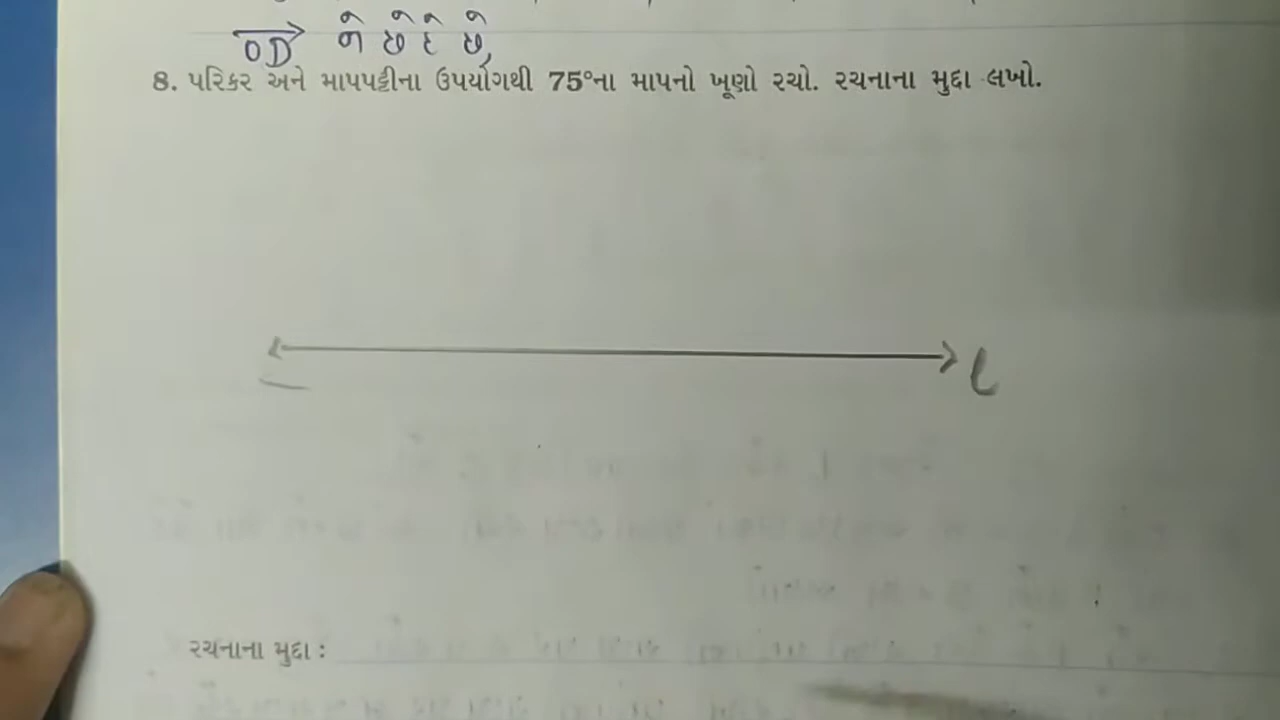 OD ને છેદે છે,
8. પરિકર અને માપપટ્ટીના ઉપયોગથી 75°ના માપનો ખૂણો રચો. રચનાના મુદ્દા લખો.
l
રચનાના મુદ્દા :